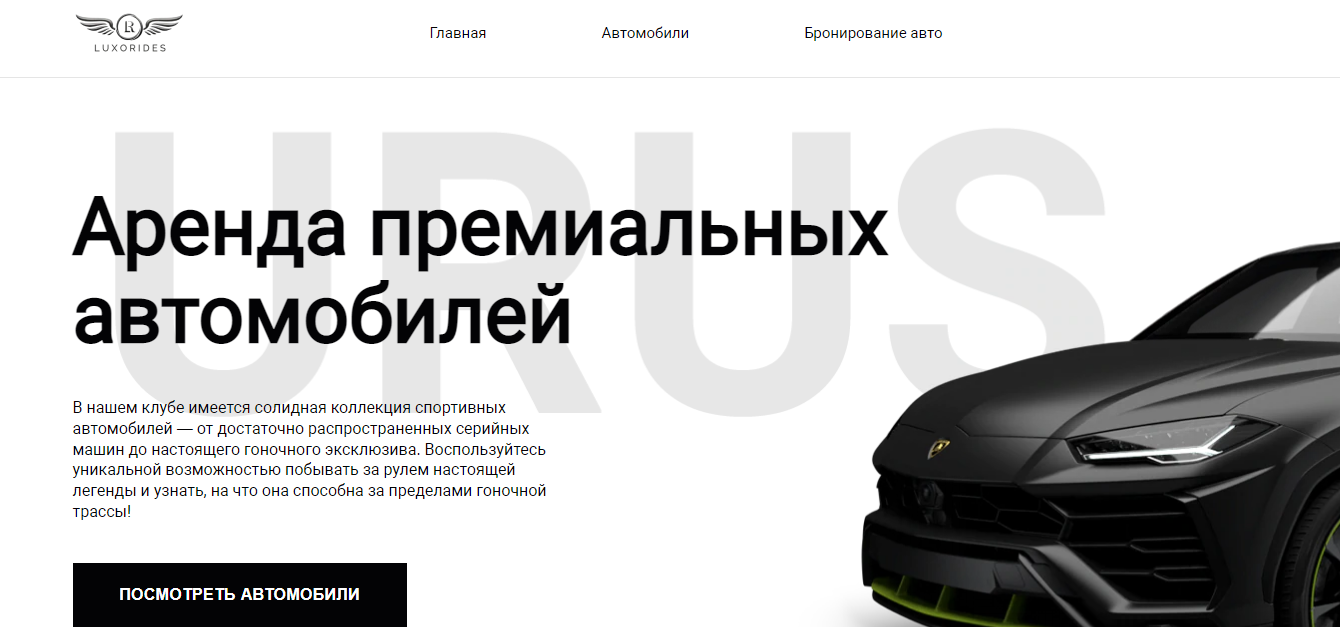 LR
LUXORIDES
Главная
Автомобили
Бронирование авто
URUS
Аренда премиальных
автомобилей
В нашем клубе имеется солидная коллекция спортивных
автомобилей — от достаточно распространенных серийных
машин до настоящего гоночного эксклюзива. Воспользуйтесь
уникальной возможностью побывать за рулем настоящей
легенды и узнать, на что она способна за пределами гоночной
трассы!
ПОСМОТРЕТЬ АВТОМОБИЛИ